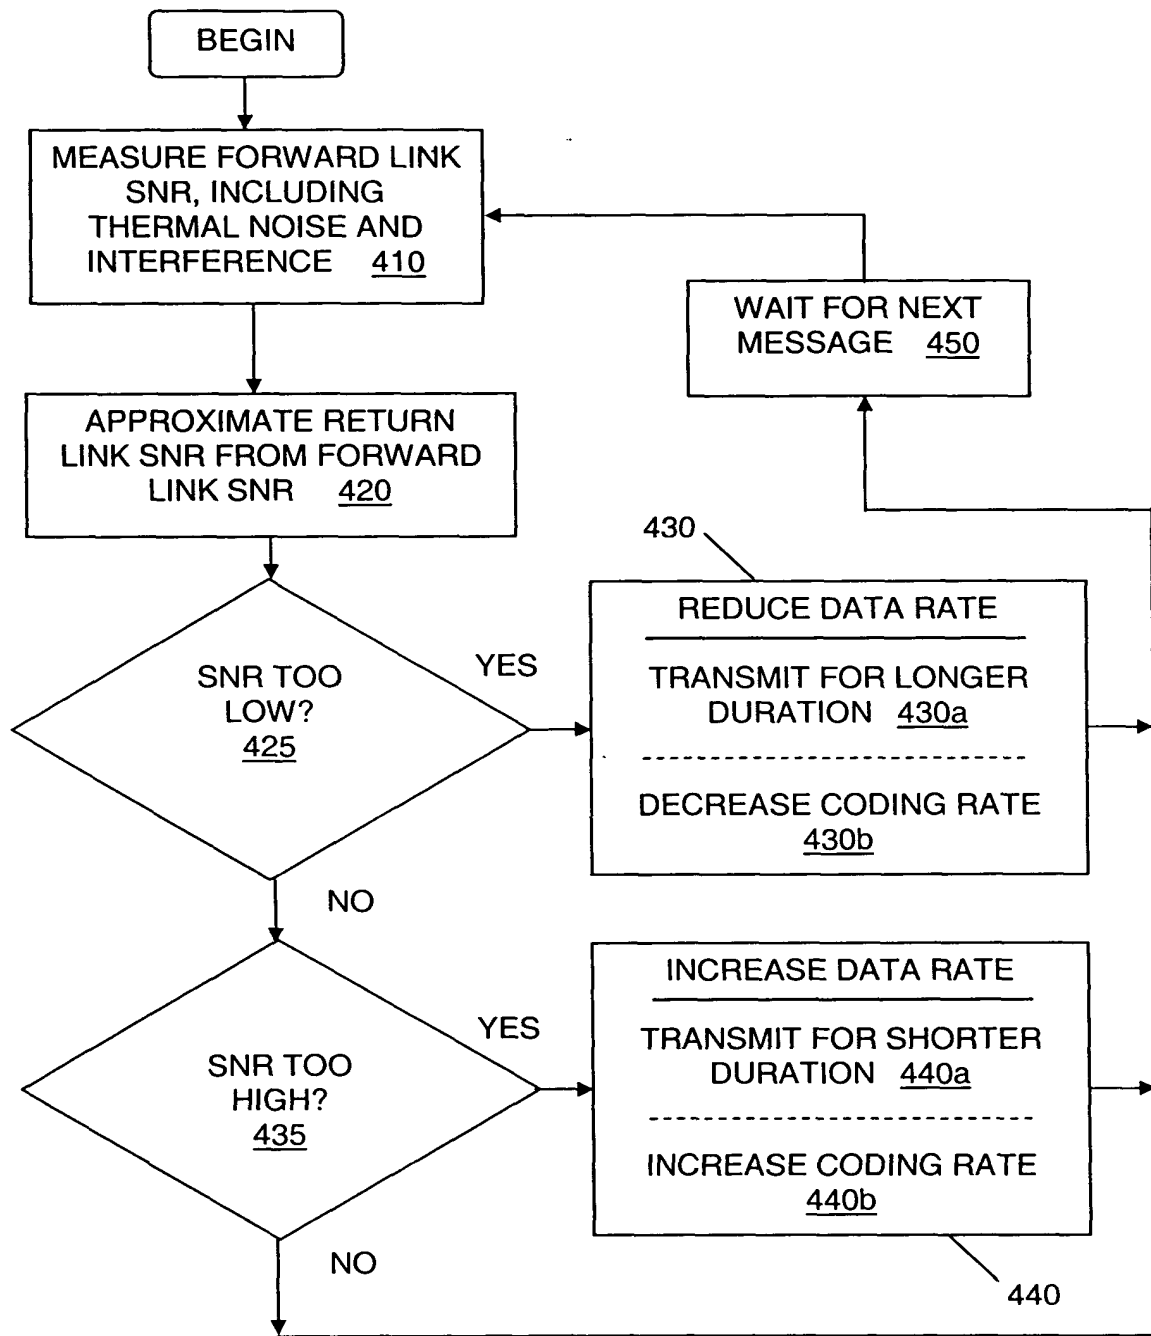 BEGIN
MEASURE FORWARD LINK
SNR, INCLUDING
THERMAL NOISE AND
INTERFERENCE 410
WAIT FOR NEXT
MESSAGE 450
APPROXIMATE RETURN
LINK SNR FROM FORWARD
LINK SNR 420
430
SNR TOO
LOW?
425
YES
REDUCE DATA RATE
TRANSMIT FOR LONGER
DURATION 430a
DECREASE CODING RATE
430b
NO
SNR TOO
HIGH?
435
YES
INCREASE DATA RATE
TRANSMIT FOR SHORTER
DURATION 440a
INCREASE CODING RATE
440b
NO
440